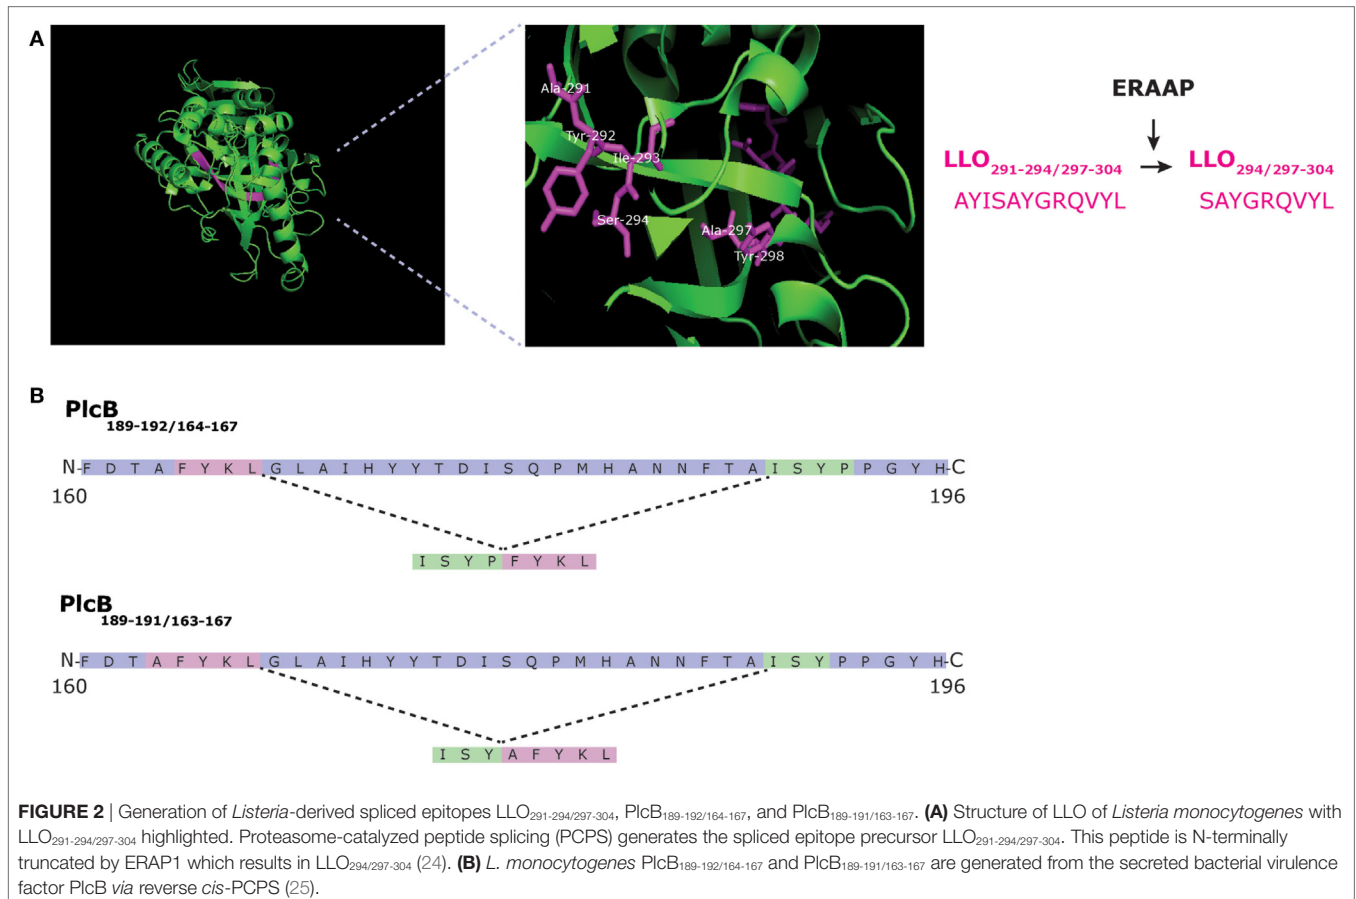 A
Ala-291
Tyr-292
Ile-293
Ser-294
Ala-297
Tyr-298
ERAAP
LLO291-294/297-304
LLO294/297-304
AYISAYGRQVYL
SAYGRQVYL
B
PlcB189-192/164-167
N-F D T A F Y K L G L A I H Y Y T D I S Q P M H A N N F T A I S Y P P G Y H-C
160 196
I S Y P F Y K L
PlcB189-191/163-167
N-F D T A F Y K L G L A I H Y Y T D I S Q P M H A N N F T A I S Y P P G Y H-C
160 196
I S Y A F Y K L
FIGURE 2 | Generation of Listeria-derived spliced epitopes LLO291-294/297-304, PlcB189-192/164-167, and PlcB189-191/163-167. (A) Structure of LLO of Listeria monocytogenes with
LLO291-294/297-304 highlighted. Proteasome-catalyzed peptide splicing (PCPS) generates the spliced epitope precursor LLO291-294/297-304. This peptide is N-terminally
truncated by ERAP1 which results in LLO294/297-304 (24). (B) L. monocytogenes PlcB189-192/164-167 and PlcB189-191/163-167 are generated from the secreted bacterial virulence
factor PlcB via reverse cis-PCPS (25).